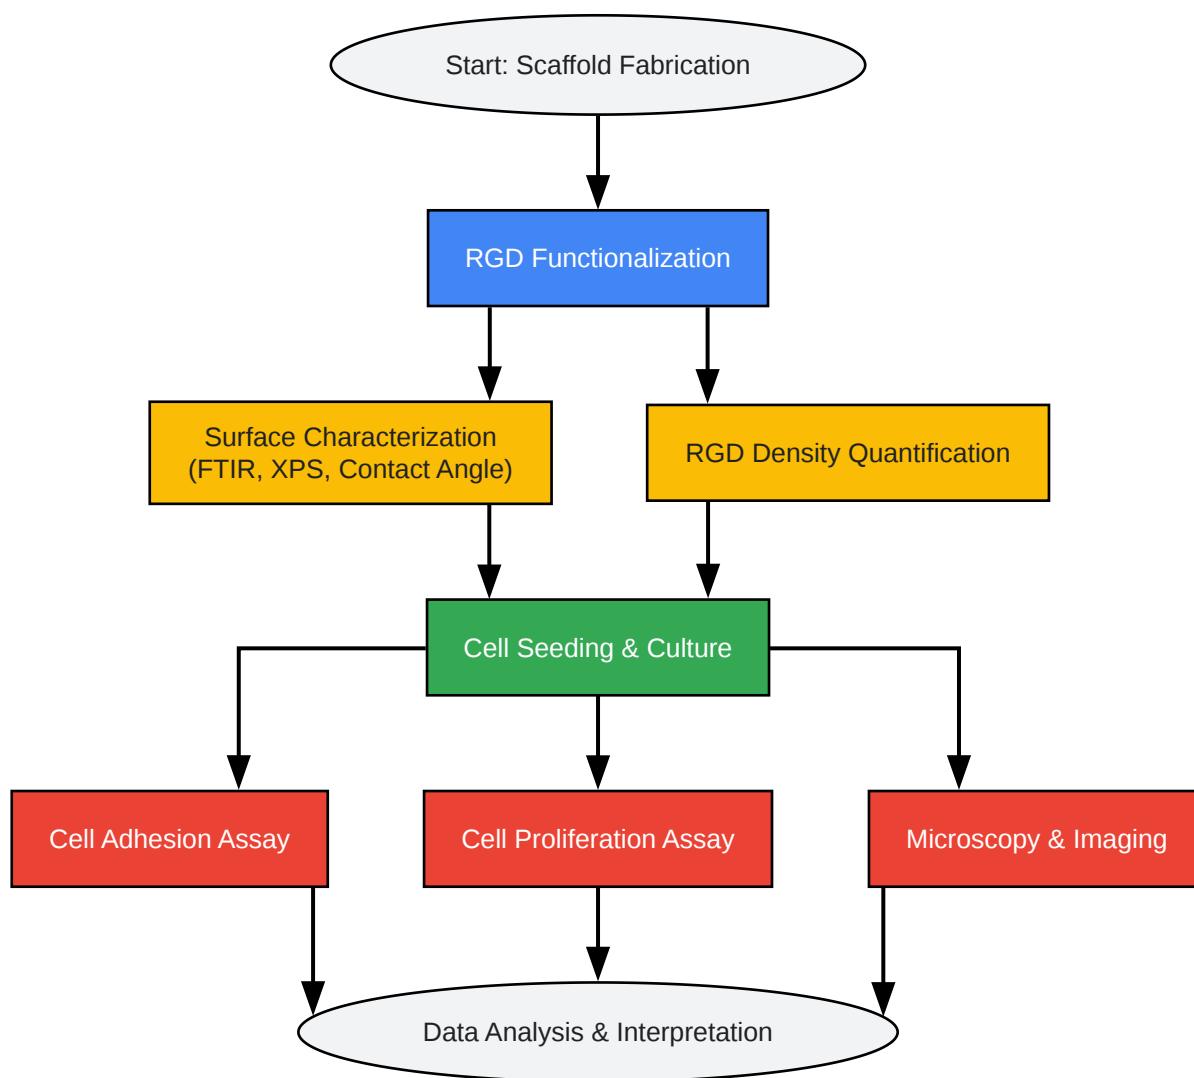 Start: Scaffold Fabrication
RGD Functionalization
Surface Characterization
(FTIR, XPS, Contact Angle)
RGD Density Quantification
Cell Seeding & Culture
Cell Adhesion Assay
Cell Proliferation Assay
Microscopy & Imaging
Data Analysis & Interpretation